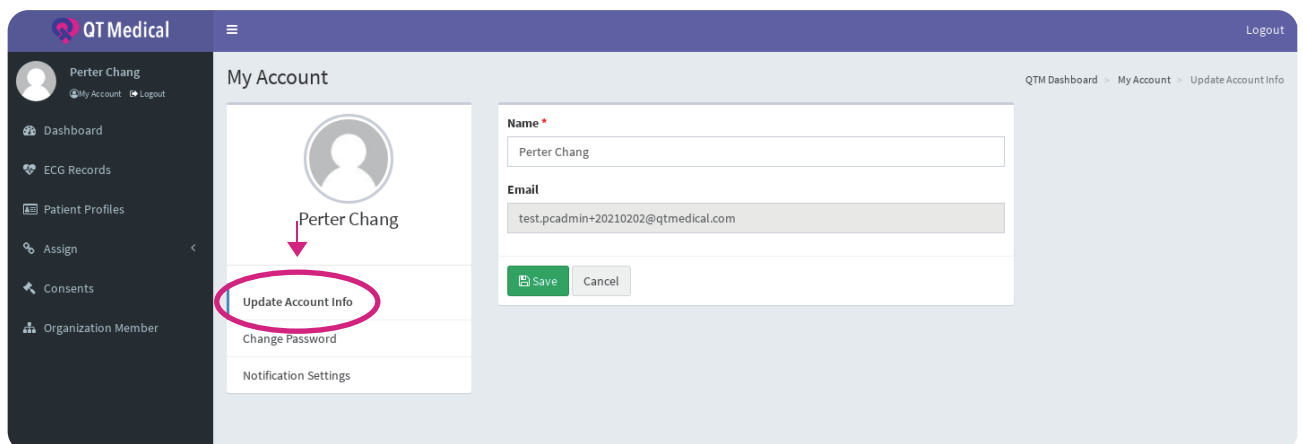 QT Medical
Logout
Perter Chang
My Account Logout
Dashboard
ECG Records
Patient Profiles
Assign
Consents
Organization Member
My Account
QTM Dashboard > My Account > Update Account Info
Perter Chang
Update Account Info
Change Password
Notification Settings
Name *
Perter Chang
Email
test.pcadmin+20210202@qtmedical.com
Save Cancel